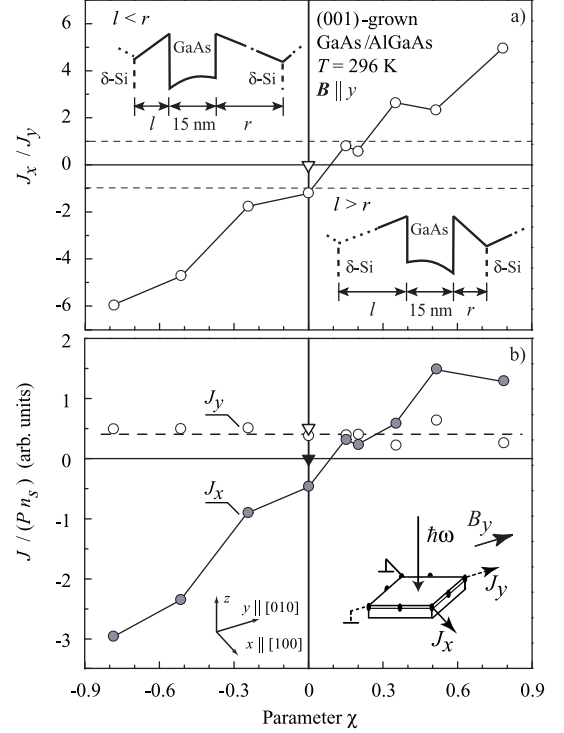 a)
l < r
GaAs
δ-Si
δ-Si
l
15 nm
r
(001)-grown
GaAs/AlGaAs
T = 296 K
B || y
6
4
2
0
-2
-4
-6
J_x / J_y
l > r
GaAs
δ-Si
δ-Si
l
15 nm
r
b)
2
1
0
-1
-2
-3
J / (P n_s) (arb. units)
J_y
J_x
z
y || [010]
x || [100]
ℏω
B_y
J_y
J_x
-0.9
-0.6
-0.3
0
0.3
0.6
0.9
Parameter χ